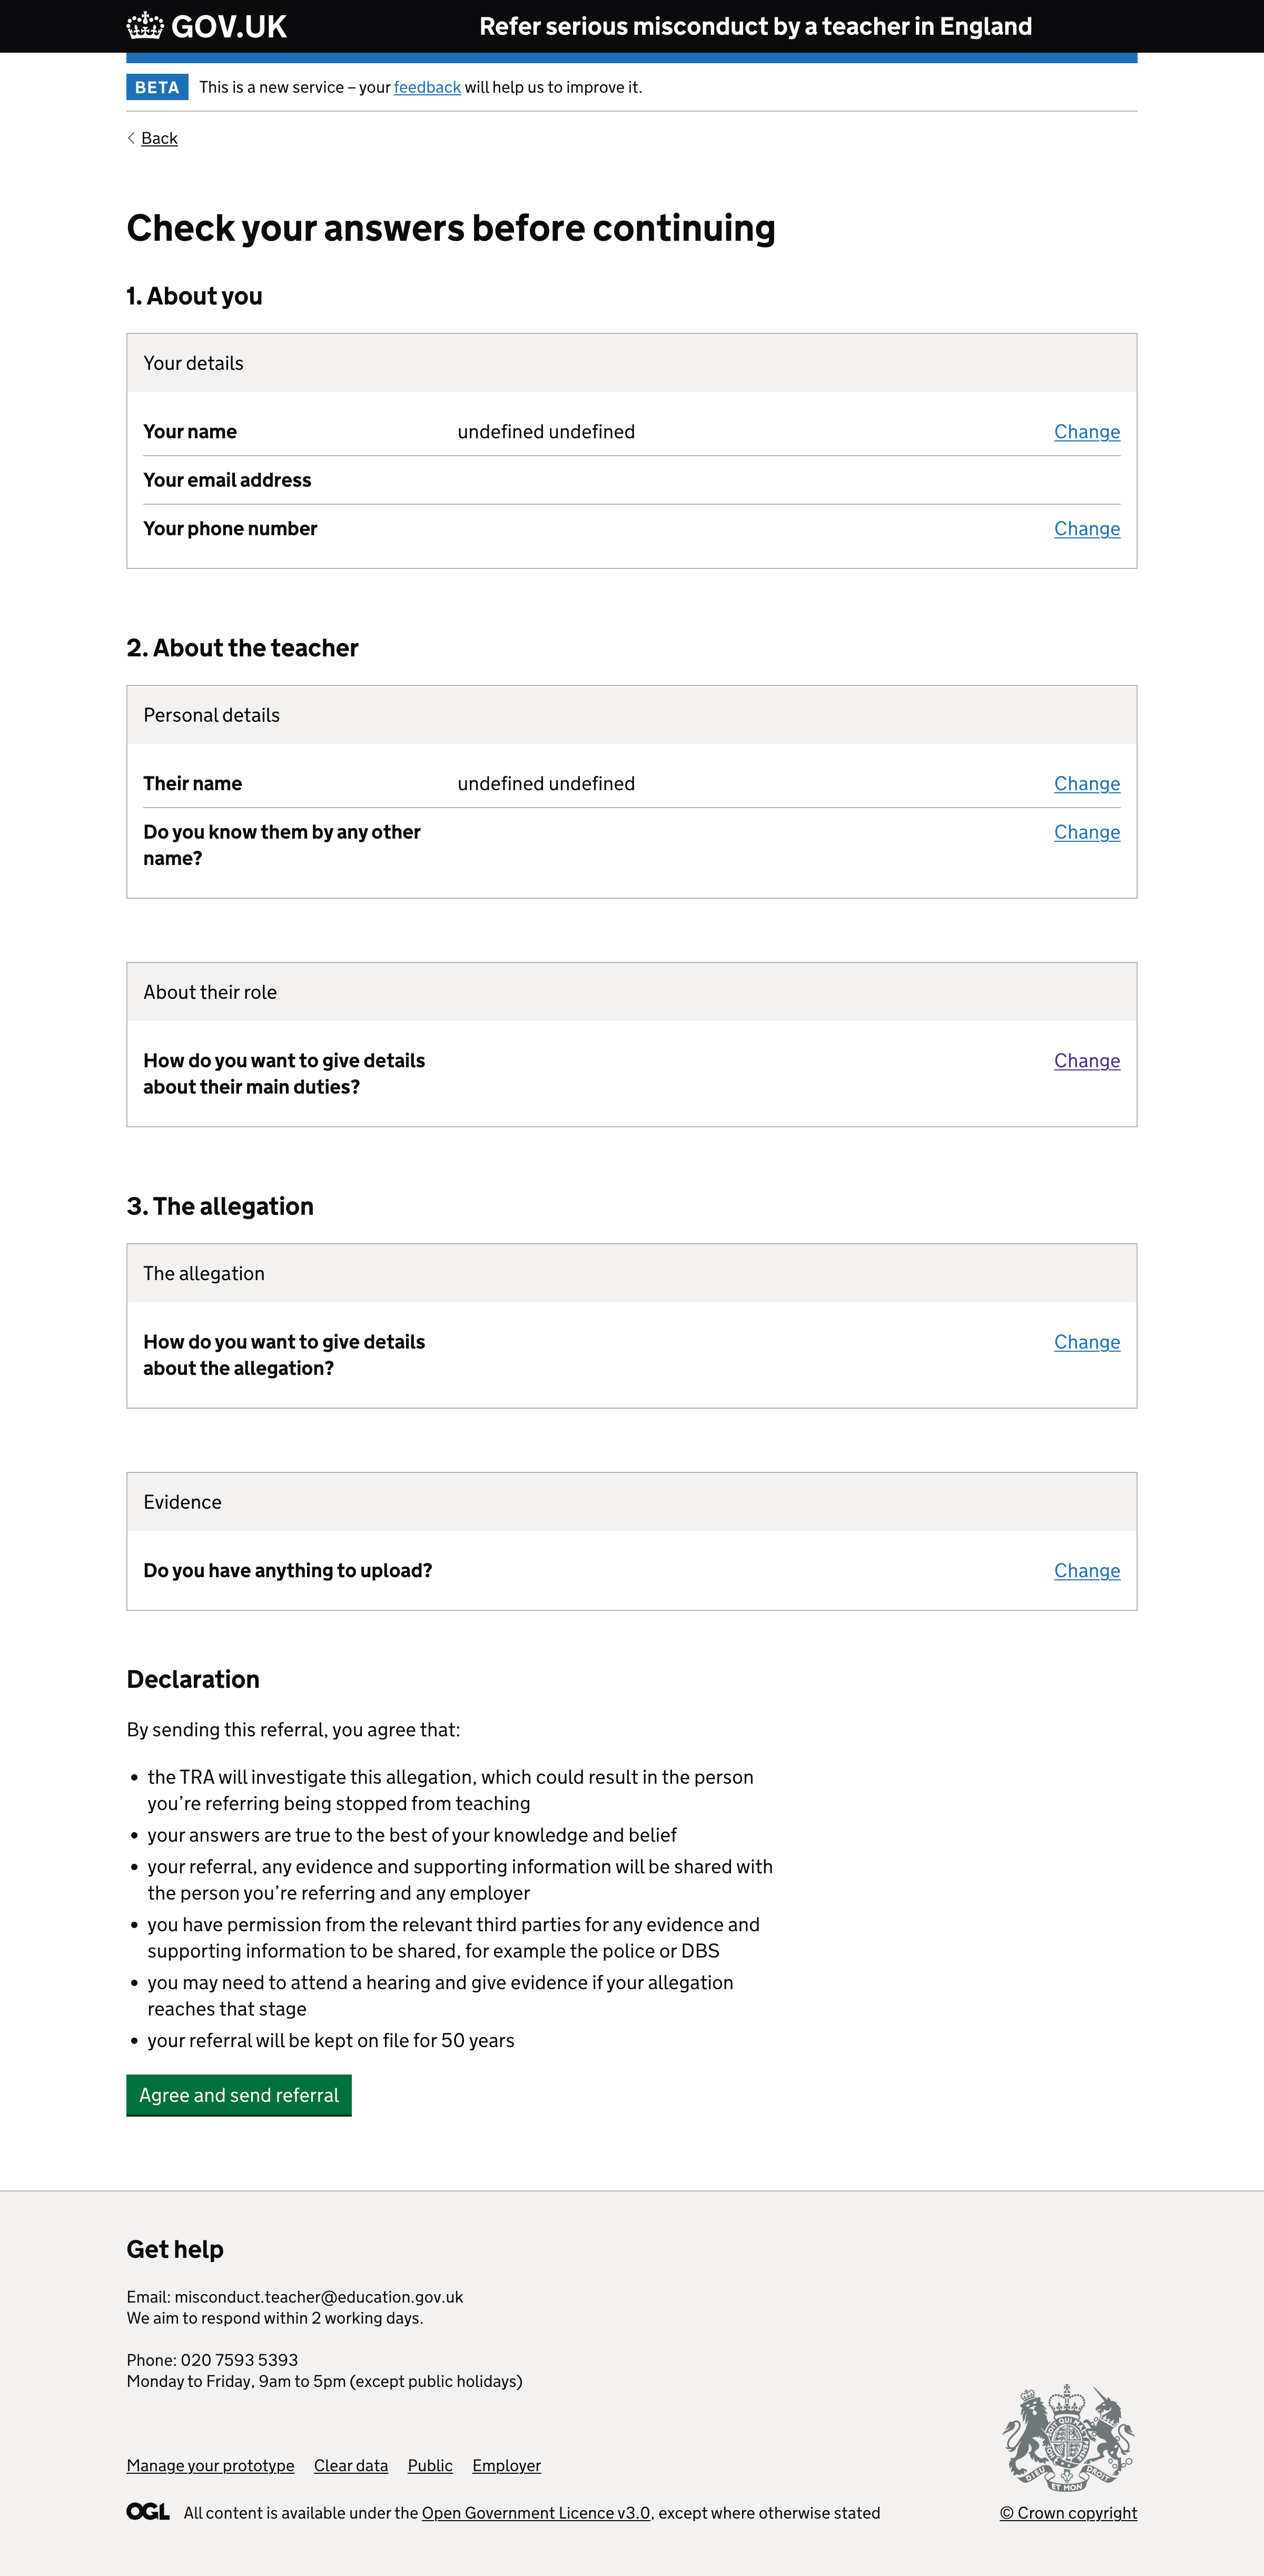 GOV.UK
Refer serious misconduct by a teacher in England
BETA
This is a new service – your feedback will help us to improve it.
Back
Check your answers before continuing
1. About you
Your details
Your name undefined undefined Change
Your email address
Your phone number Change
2. About the teacher
Personal details
Their name undefined undefined Change
Do you know them by any other Change
name?
About their role
How do you want to give details Change
about their main duties?
3. The allegation
The allegation
How do you want to give details Change
about the allegation?
Evidence
Do you have anything to upload? Change
Declaration
By sending this referral, you agree that:
• the TRA will investigate this allegation, which could result in the person
you’re referring being stopped from teaching
• your answers are true to the best of your knowledge and belief
• your referral, any evidence and supporting information will be shared with
the person you’re referring and any employer
• you have permission from the relevant third parties for any evidence and
supporting information to be shared, for example the police or DBS
• you may need to attend a hearing and give evidence if your allegation
reaches that stage
• your referral will be kept on file for 50 years
Agree and send referral
Get help
Email: misconduct.teacher@education.gov.uk
We aim to respond within 2 working days.
Phone: 020 7593 5393
Monday to Friday, 9am to 5pm (except public holidays)
Manage your prototype Clear data Public Employer
DIEU ET MON DROIT
OGL All content is available under the Open Government Licence v3.0, except where otherwise stated
© Crown copyright